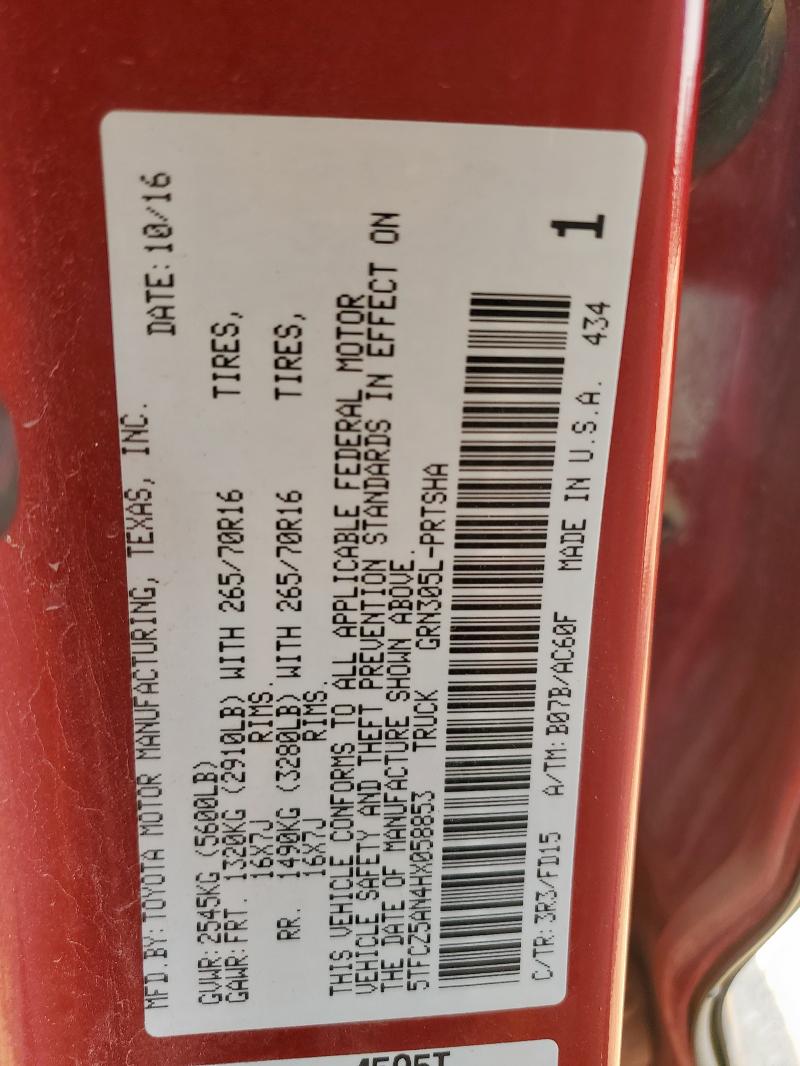 MFD.BY:TOYOTA MOTOR MANUFACTURING, TEXAS, INC. DATE: 10/16
GVWR:2545KG (5600LB)
GAWR:FRT. 1320KG (2910LB) WITH 265/70R16 TIRES,
16X7J RIMS.
RR. 1490KG (3280LB) WITH 265/70R16 TIRES,
16X7J RIMS.
THIS VEHICLE CONFORMS TO ALL APPLICABLE FEDERAL MOTOR
VEHICLE SAFETY AND THEFT PREVENTION STANDARDS IN EFFECT ON
THE DATE OF MANUFACTURE SHOWN ABOVE.
5TFCZ5AN4HX058853 TRUCK GRN305L-PRTSHA
1
C/TR:3R3/FD15 A/TM:B07B/AC60F MADE IN U.S.A. 434